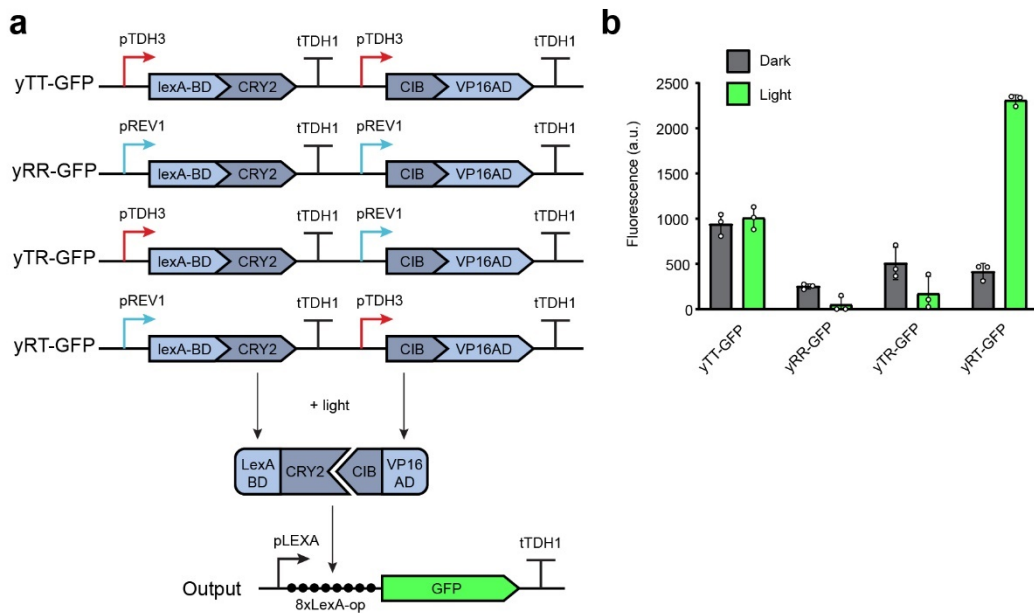 a
pTDH3 tTDH1 pTDH3 tTDH1
yTT-GFP lexA-BD CRY2 CIB VP16AD
pREV1 tTDH1 pREV1 tTDH1
yRR-GFP lexA-BD CRY2 CIB VP16AD
pTDH3 tTDH1 pREV1 tTDH1
yTR-GFP lexA-BD CRY2 CIB VP16AD
pREV1 tTDH1 pTDH3 tTDH1
yRT-GFP lexA-BD CRY2 CIB VP16AD
+ light
LexA BD CRY2 CIB VP16 AD
pLEXA tTDH1
Output GFP
8xLexA-op
b
Dark
Light
Fluorescence (a.u.)
2500
2000
1500
1000
500
0
yTT-GFP yRR-GFP yTR-GFP yRT-GFP